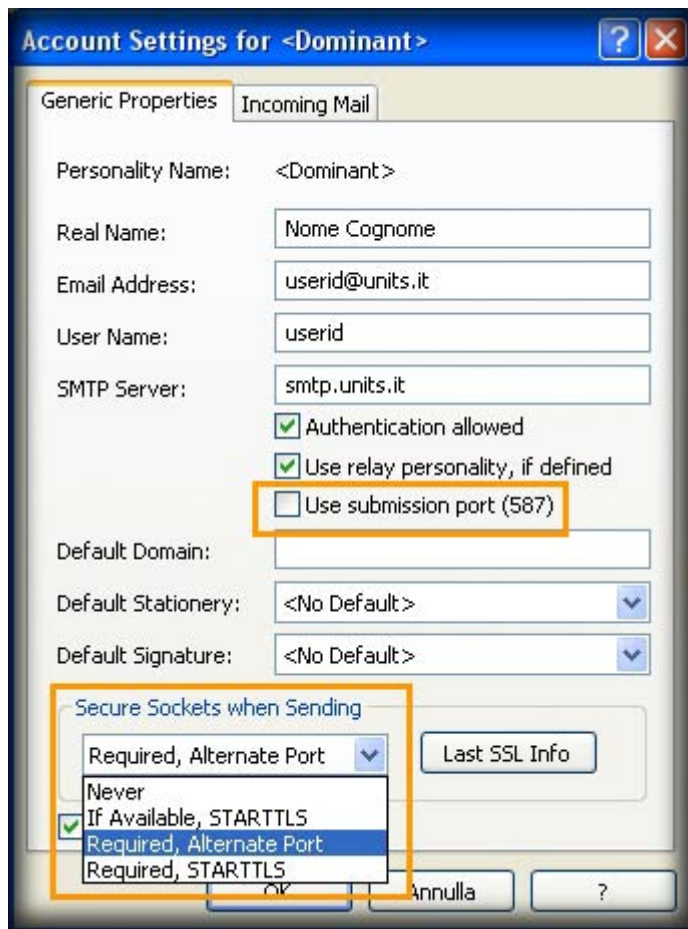 Account Settings for <Dominant>
?
Generic Properties
Incoming Mail
Personality Name: <Dominant>
Real Name: Nome Cognome
Email Address: userid@units.it
User Name: userid
SMTP Server: smtp.units.it
Authentication allowed
Use relay personality, if defined
Use submission port (587)
Default Domain:
Default Stationery: <No Default>
Default Signature: <No Default>
Secure Sockets when Sending
Required, Alternate Port
Last SSL Info
Never
If Available, STARTTLS
Required, Alternate Port
Required, STARTTLS
OK
Annulla
?